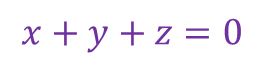 x + y + z = 0